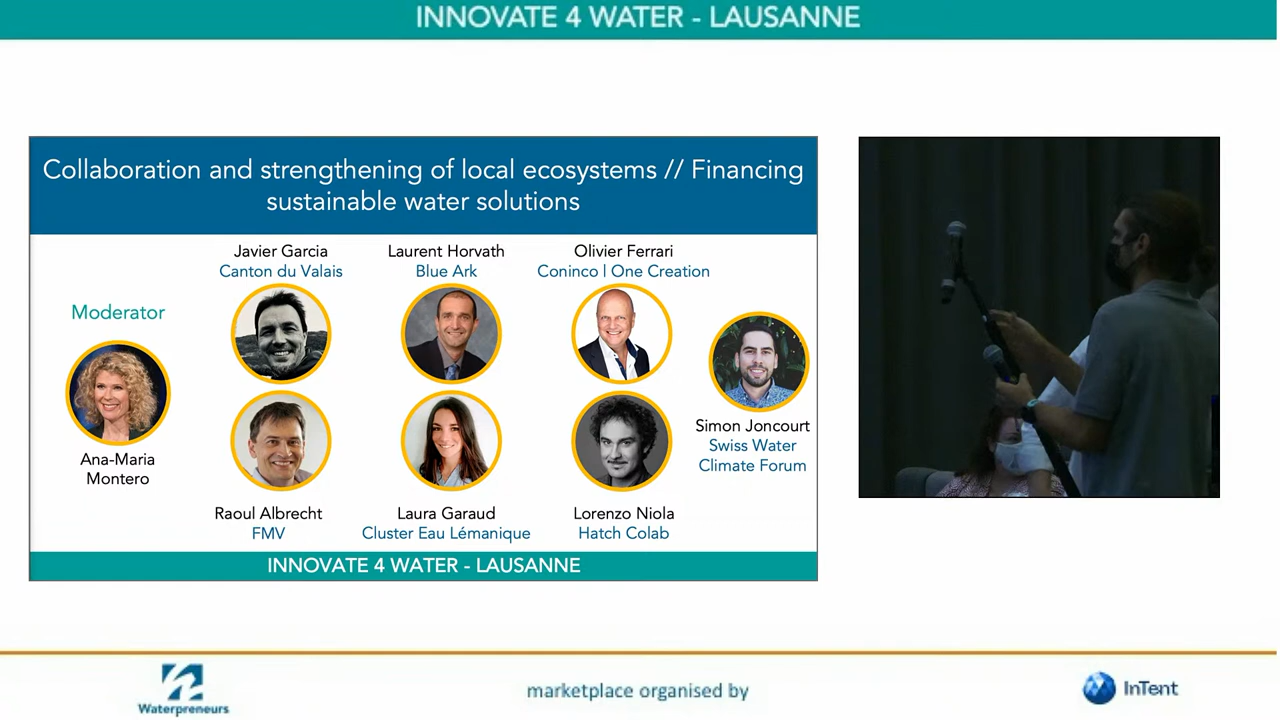 INNOVATE 4 WATER - LAUSANNE
Collaboration and strengthening of local ecosystems // Financing
sustainable water solutions
Moderator
Ana-Maria
Montero
Javier Garcia
Canton du Valais
Laurent Horvath
Blue Ark
Olivier Ferrari
Coninco | One Creation
Raoul Albrecht
FMV
Laura Garaud
Cluster Eau Lémanique
Lorenzo Niola
Hatch Colab
Simon Joncourt
Swiss Water
Climate Forum
INNOVATE 4 WATER - LAUSANNE
Waterpreneurs
marketplace organised by
InTent